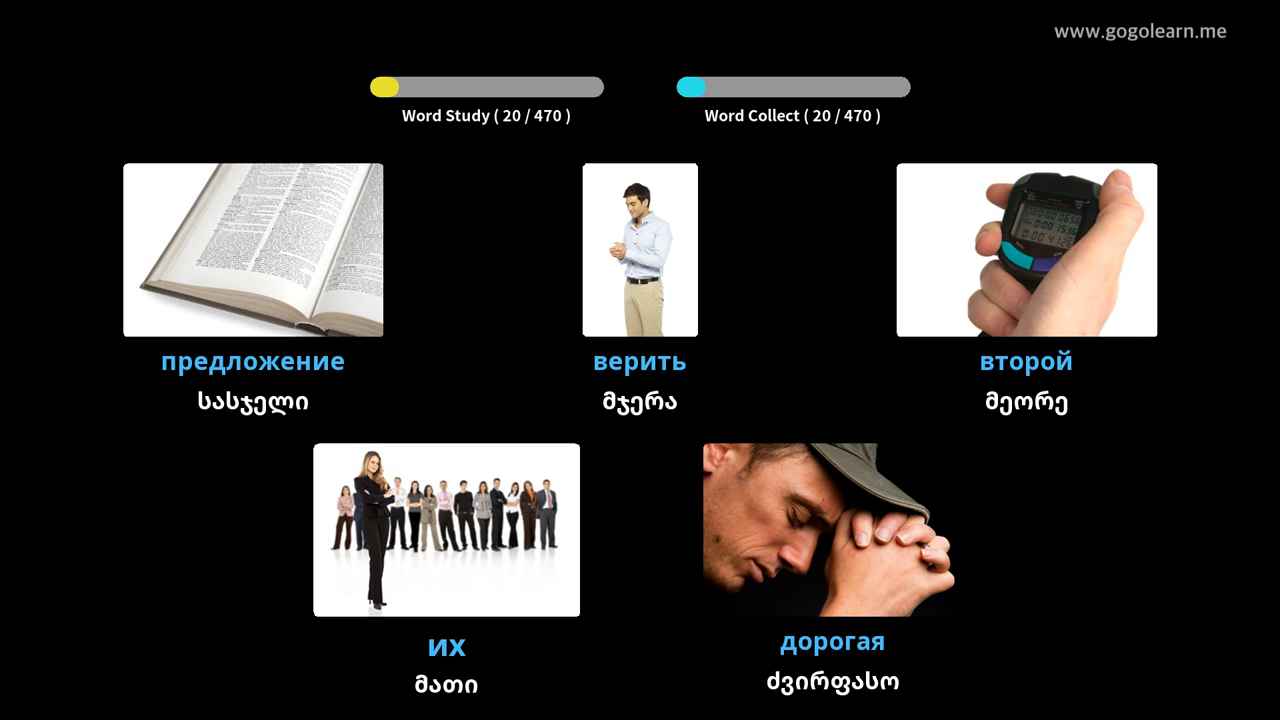 www.gogolearn.me
Word Study ( 20 / 470 )
Word Collect ( 20 / 470 )
предложение
верить
второй
სასჯელი
მჯერა
მეორე
их
дорогая
მათი
ძვირფასო